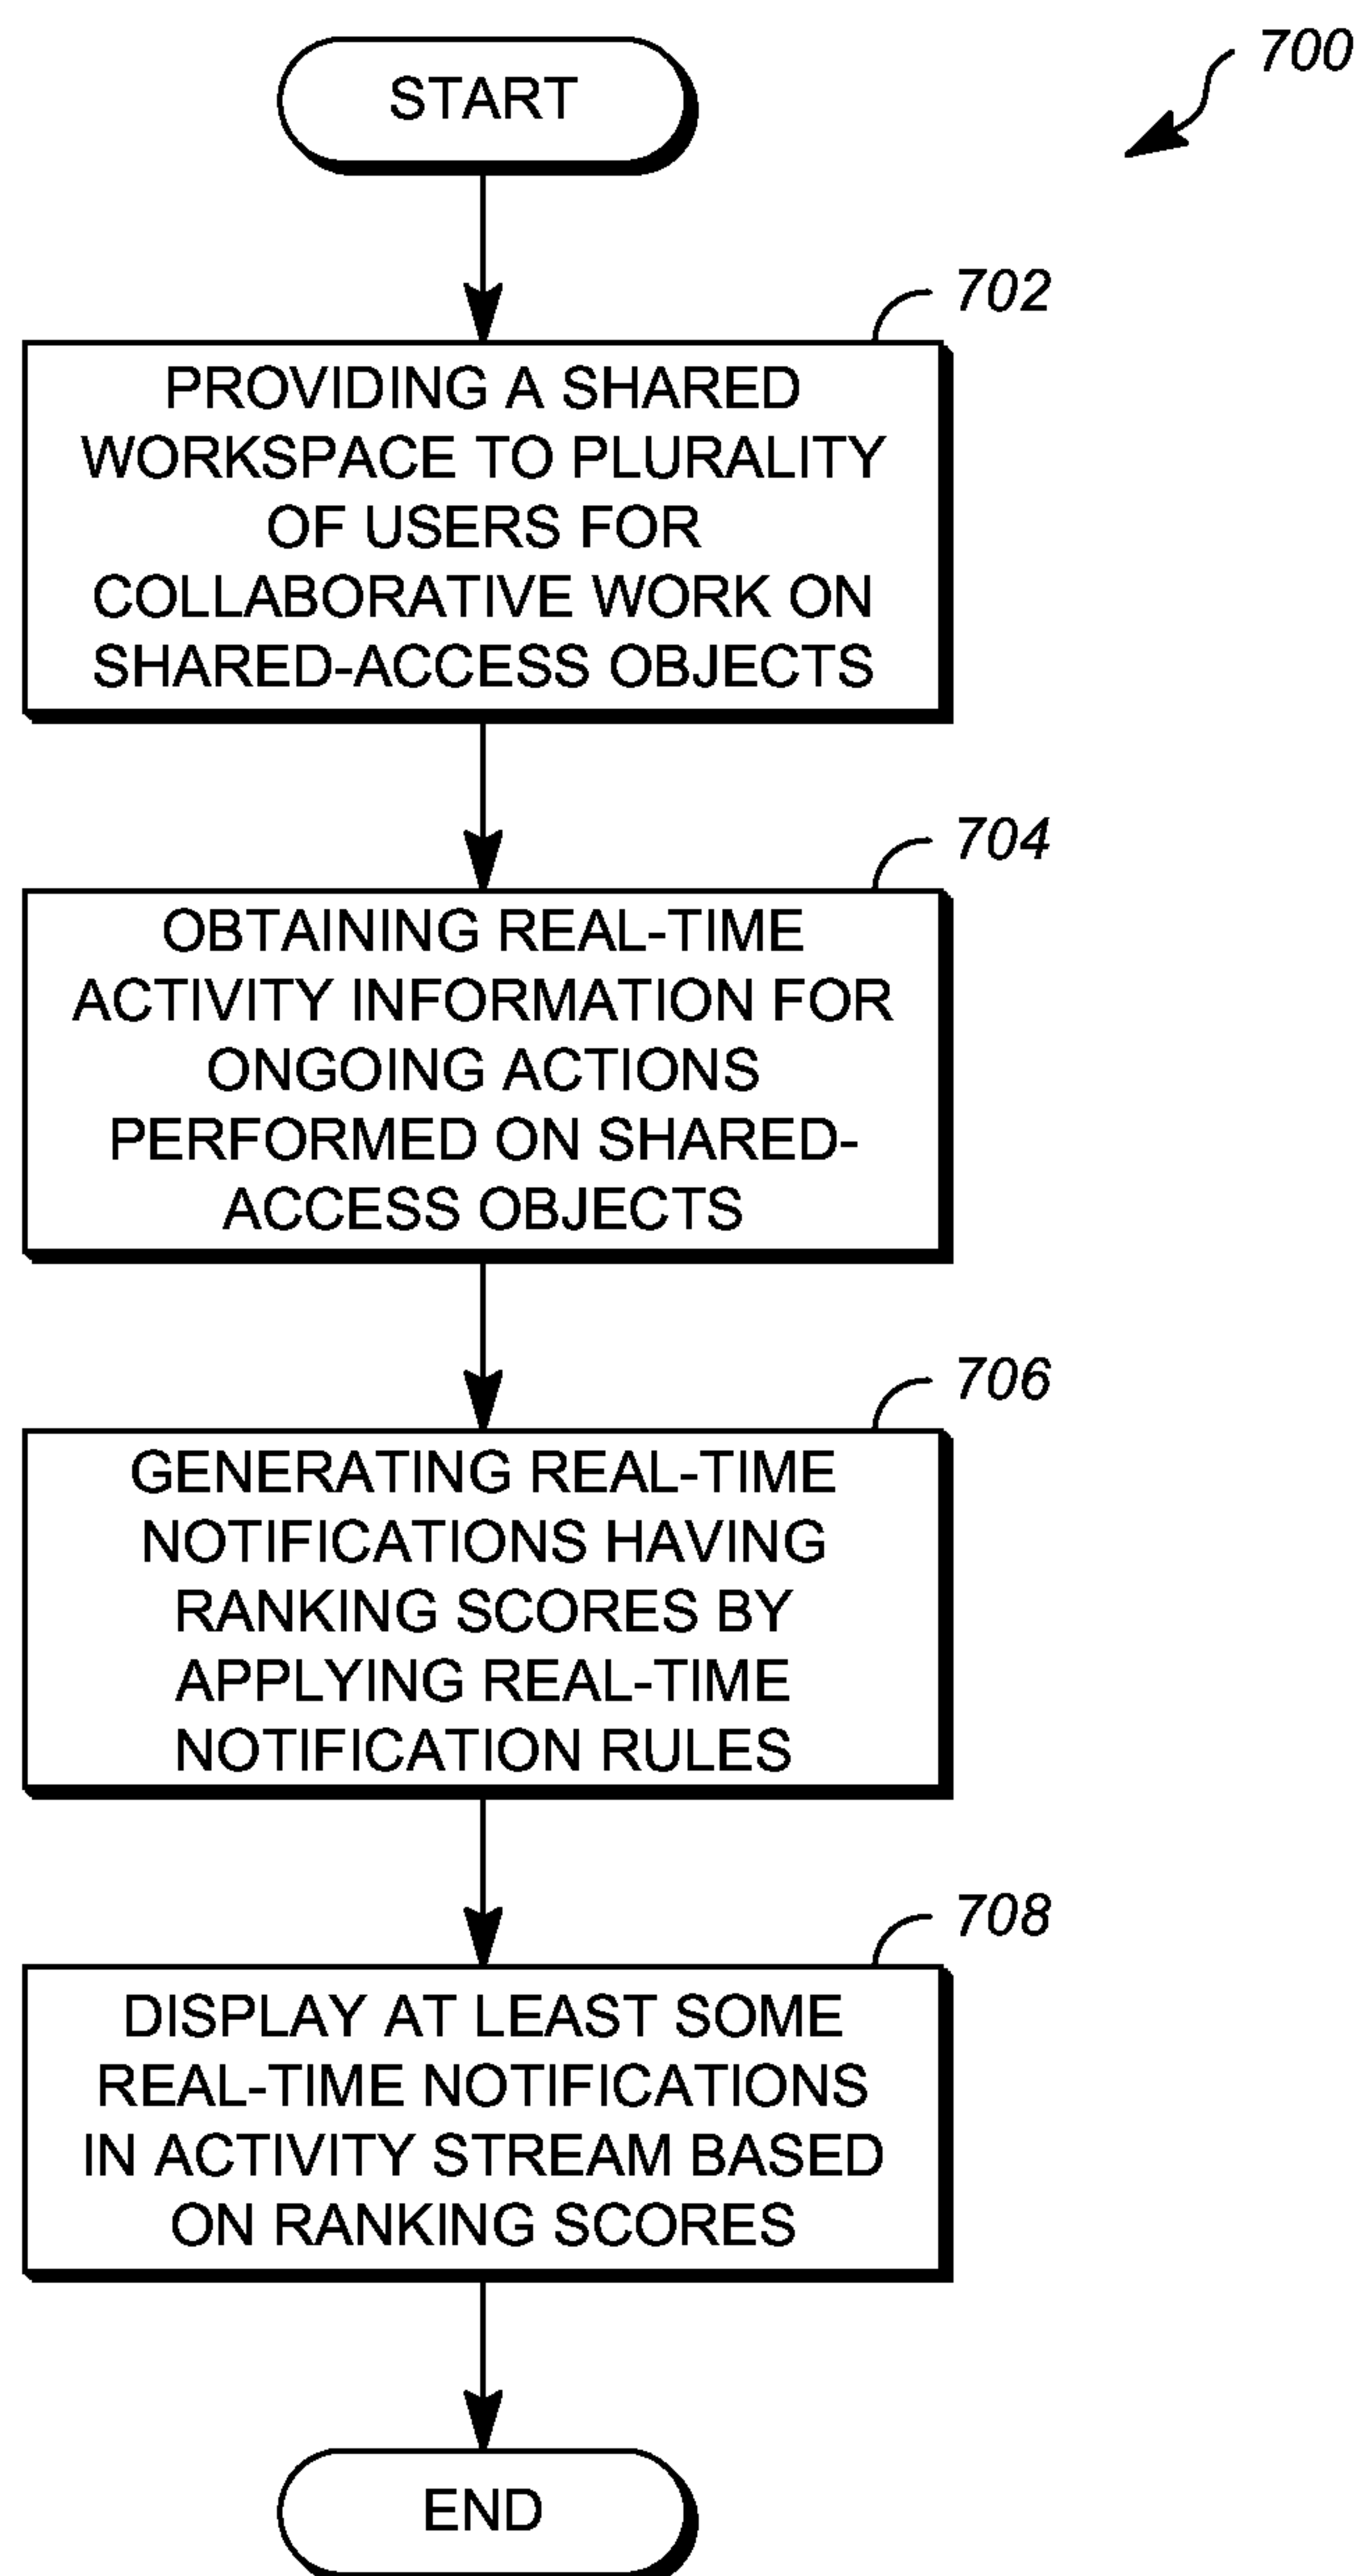 START
700
702
PROVIDING A SHARED
WORKSPACE TO PLURALITY
OF USERS FOR
COLLABORATIVE WORK ON
SHARED-ACCESS OBJECTS
704
OBTAINING REAL-TIME
ACTIVITY INFORMATION FOR
ONGOING ACTIONS
PERFORMED ON SHARED-
ACCESS OBJECTS
706
GENERATING REAL-TIME
NOTIFICATIONS HAVING
RANKING SCORES BY
APPLYING REAL-TIME
NOTIFICATION RULES
708
DISPLAY AT LEAST SOME
REAL-TIME NOTIFICATIONS
IN ACTIVITY STREAM BASED
ON RANKING SCORES
END